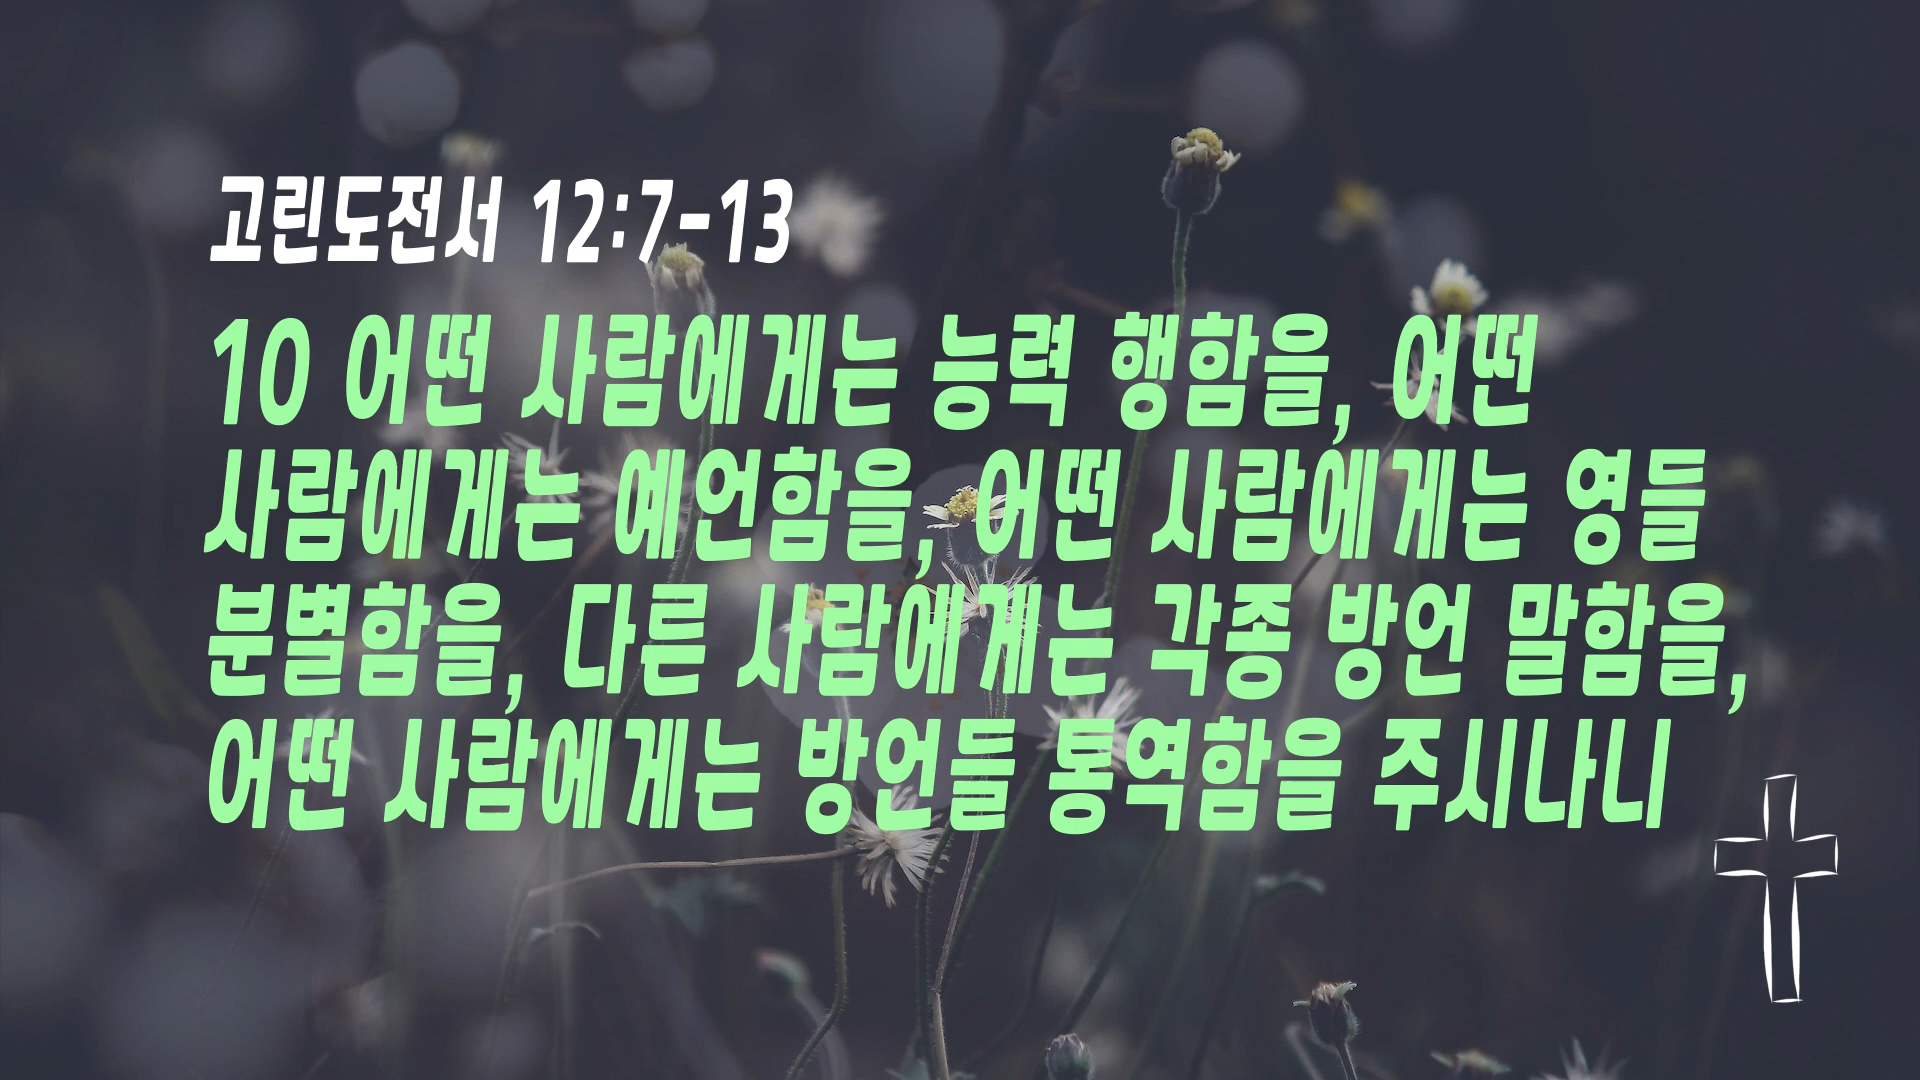 고린도전서 12:7-13
10 어떤 사람에게는 능력 행함을, 어떤
사람에게는 예언함을, 어떤 사람에게는 영들
분별함을, 다른 사람에게는 각종 방언 말함을,
어떤 사람에게는 방언들 통역함을 주시나니